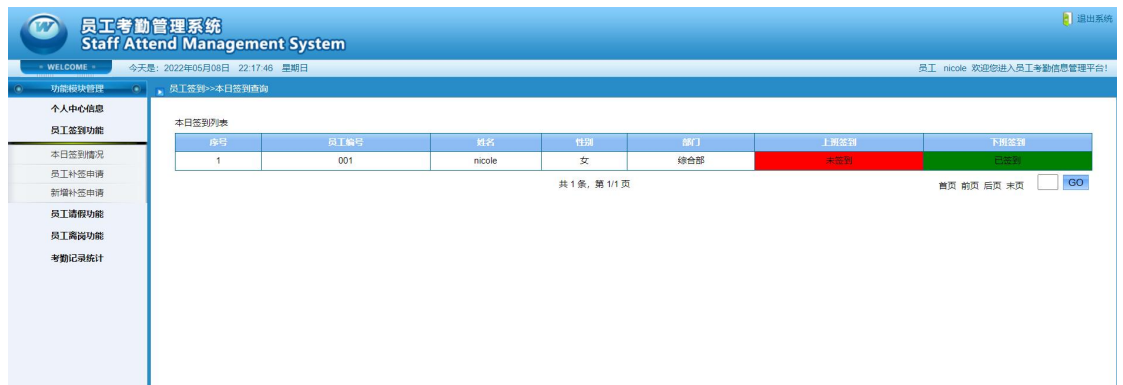 员工考勤管理系统
退出系统
Staff Attend Management System
WELCOME
今天是：2022年05月08日 22:17:46 星期日
员工 nicole 欢迎您进入员工考勤信息管理平台！
功能模块管理
员工签到>>本日签到查询
个人中心信息
员工签到功能
本日签到情况
员工补签申请
新增补签申请
员工请假功能
员工离岗功能
考勤记录统计
本日签到列表
序号 员工编号 姓名 性别 部门 上班签到 下班签到
1 001 nicole 女 综合部 未签到 已签到
共 1 条, 第 1/1 页
首页 前页 后页 末页 GO